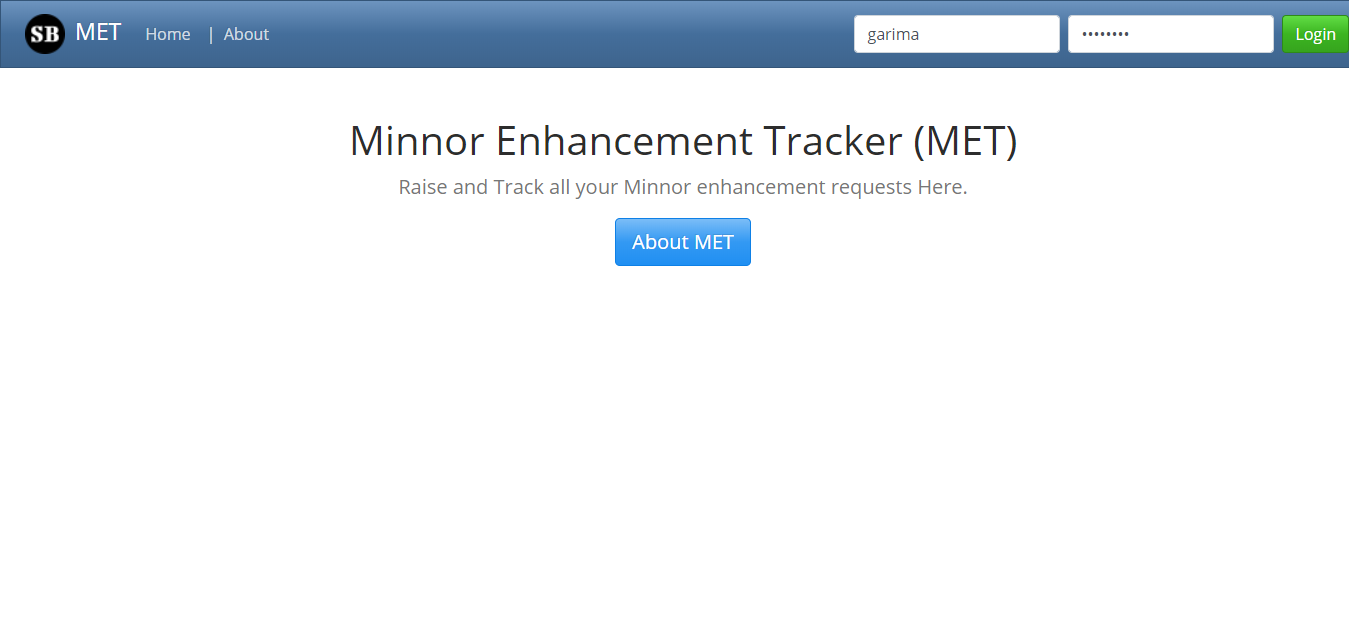 SB MET Home | About garima •••••••• Login
Minnor Enhancement Tracker (MET)
Raise and Track all your Minnor enhancement requests Here.
About MET